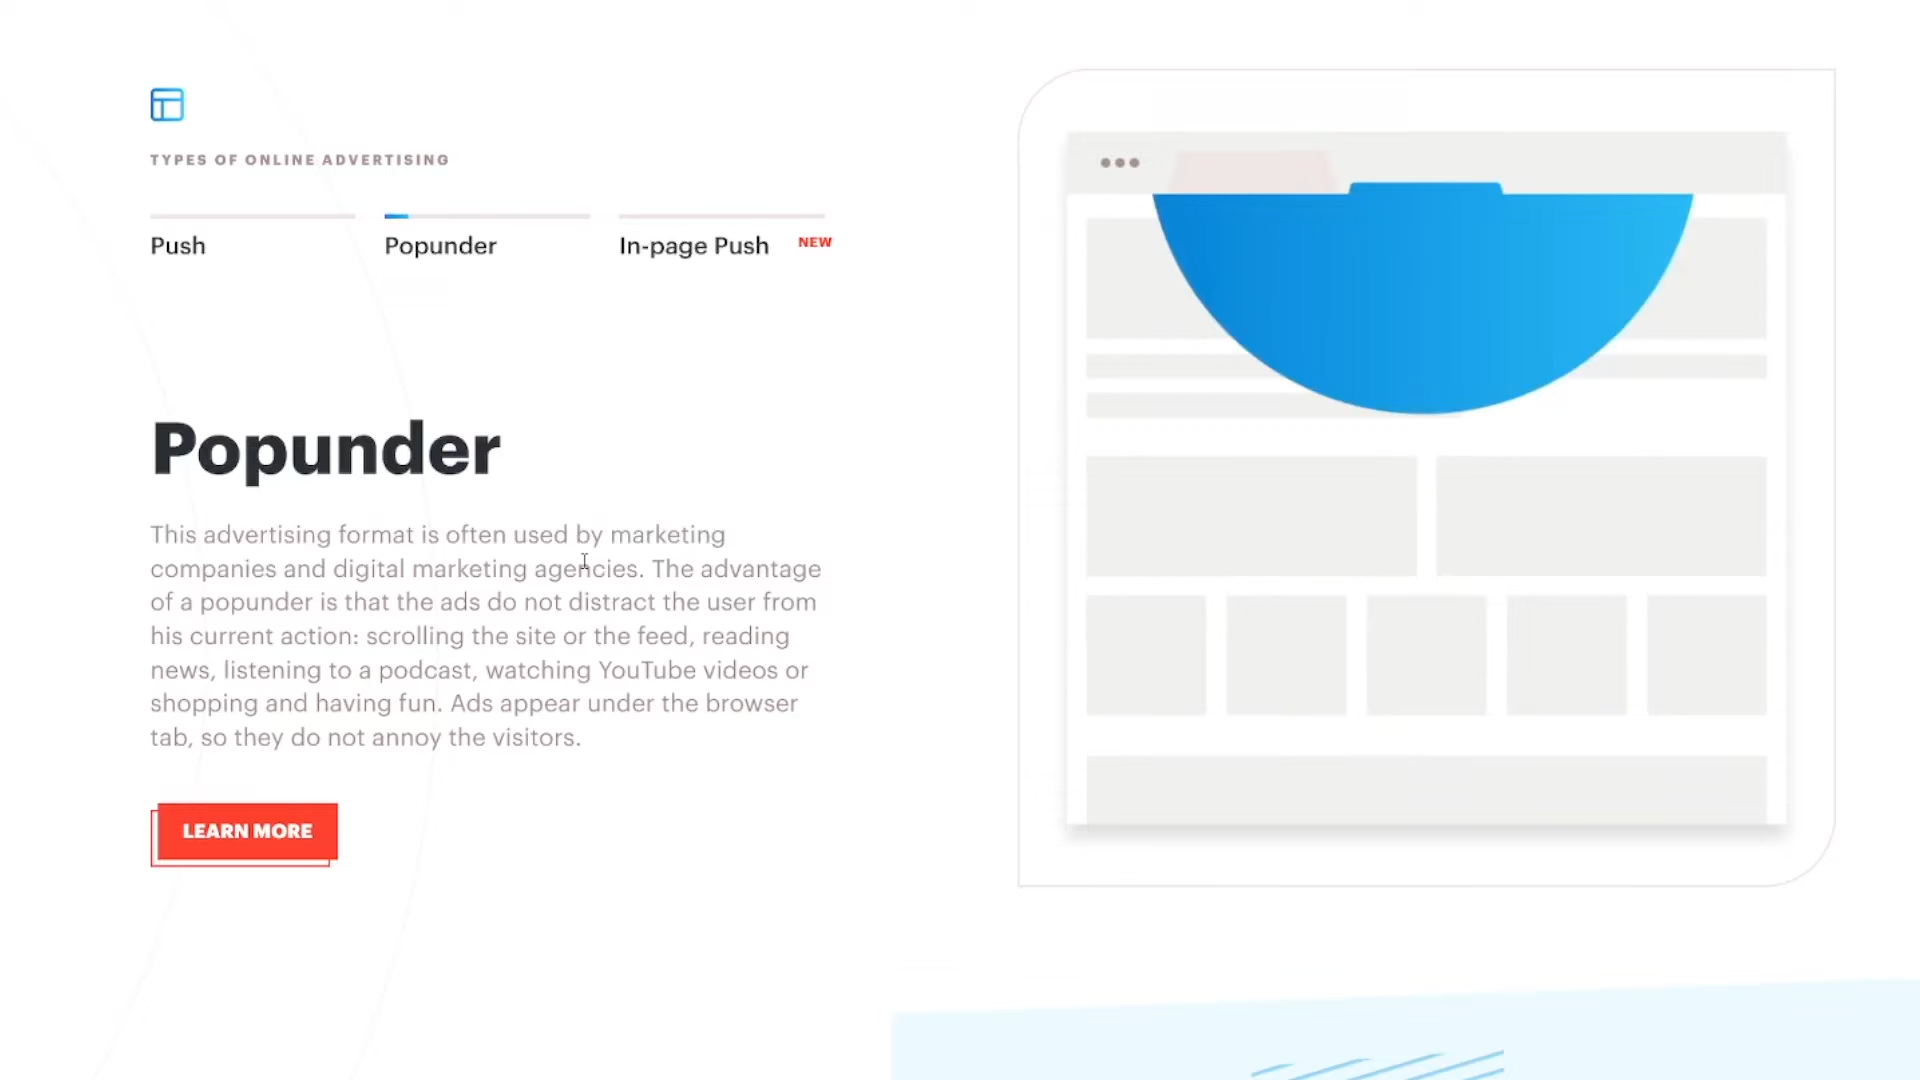 TYPES OF ONLINE ADVERTISING
Push
Popunder
In-page Push NEW
Popunder
This advertising format is often used by marketing
companies and digital marketing agencies. The advantage
of a popunder is that the ads do not distract the user from
his current action: scrolling the site or the feed, reading
news, listening to a podcast, watching YouTube videos or
shopping and having fun. Ads appear under the browser
tab, so they do not annoy the visitors.
LEARN MORE